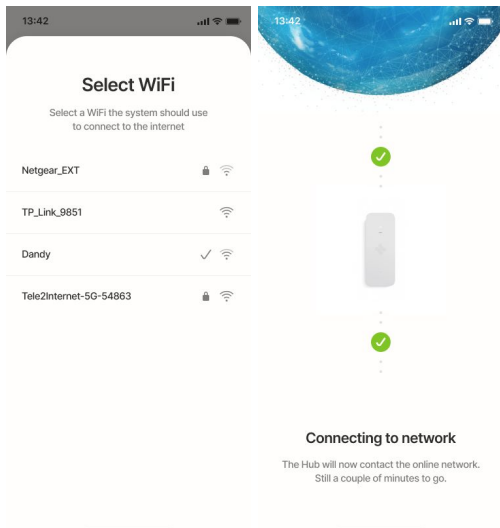 13:42
Select WiFi
Select a WiFi the system should use
to connect to the internet
Netgear_EXT
TP_Link_9851
Dandy
Tele2Internet-5G-54863
13:42
Connecting to network
The Hub will now contact the online network.
Still a couple of minutes to go.